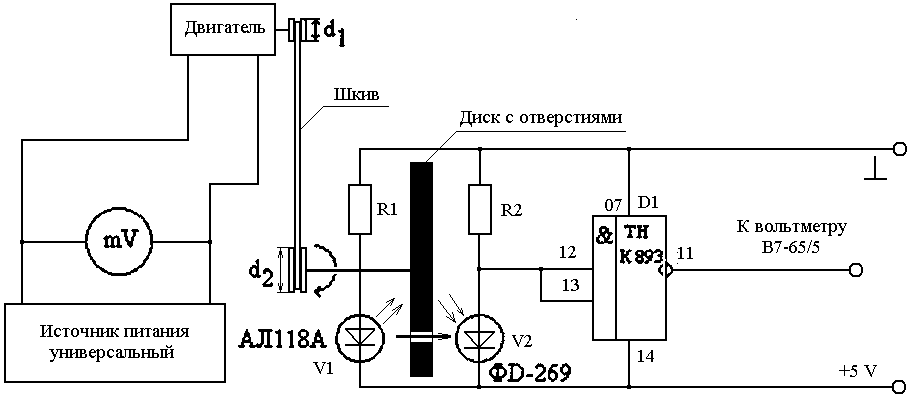 Двигатель
d1
Шкив
Диск с отверстиями
R1
R2
07
D1
&
ТН
К893
12
13
11
К вольтметру
В7-65/5
mV
d2
Источник питания
универсальный
АЛ118А
V1
V2
ФD-269
14
+5 V